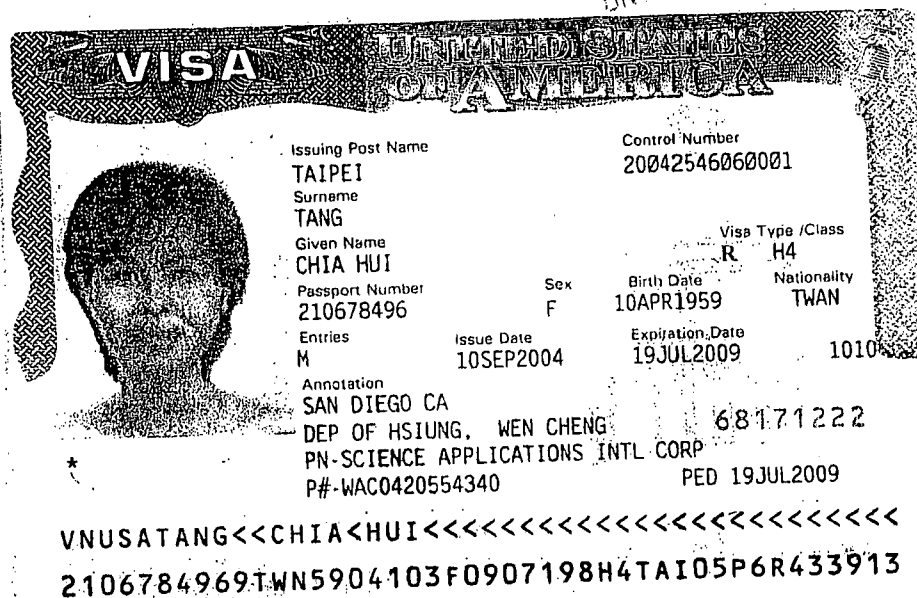 VISA UNITED STATES
OF AMERICA
Issuing Post Name Control Number
TAIPEI 20042546060001
Surname
TANG
Given Name Visa Type /Class
CHIA HUI R H4
Passport Number Sex Birth Date Nationality
210678496 F 10APR1959 TWAN
Entries Issue Date Expiration Date
M 10SEP2004 19JUL2009 1010
Annotation
SAN DIEGO CA
DEP OF HSIUNG, WEN CHENG 68171222
PN-SCIENCE APPLICATIONS INTL CORP
* P#-WAC0420554340 PED 19JUL2009
VNUSATANG<<CHIA<HUI<<<<<<<<<<<<<<<<<<<<<<<<<
2106784969TWN5904103F0907198H4TAI05P6R433913